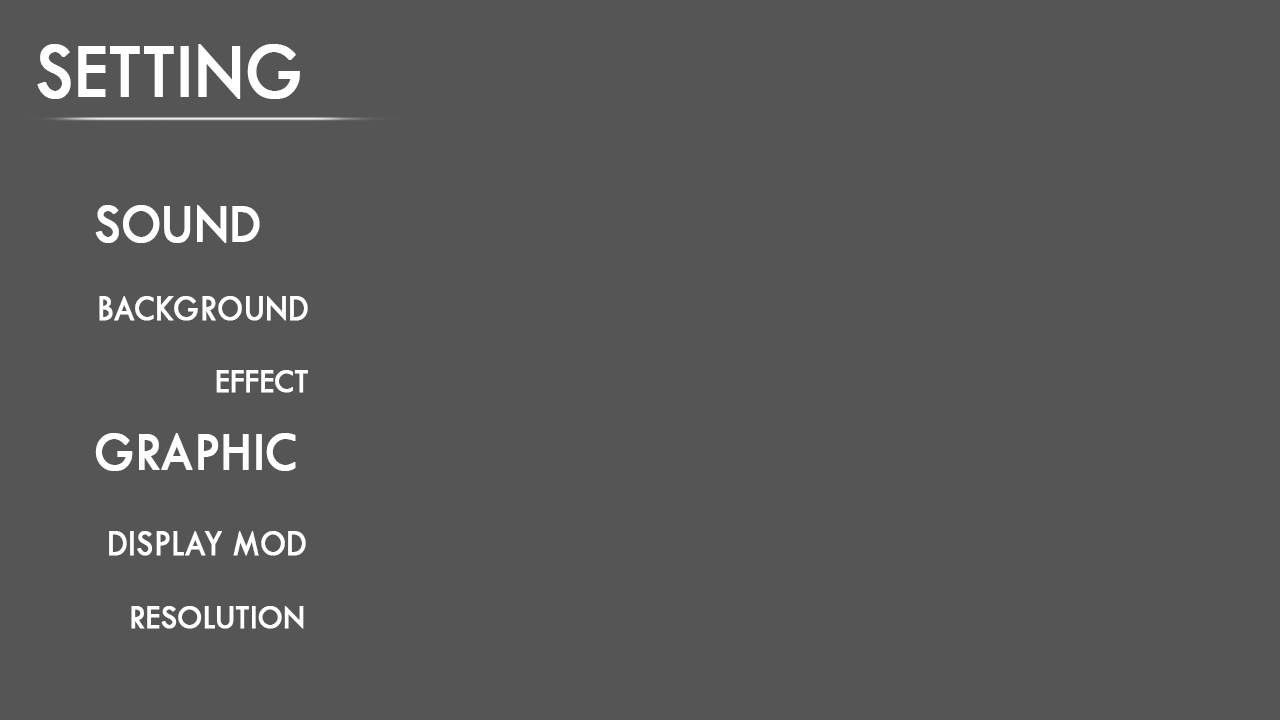 SETTING
SOUND
BACKGROUND
EFFECT
GRAPHIC
DISPLAY MOD
RESOLUTION